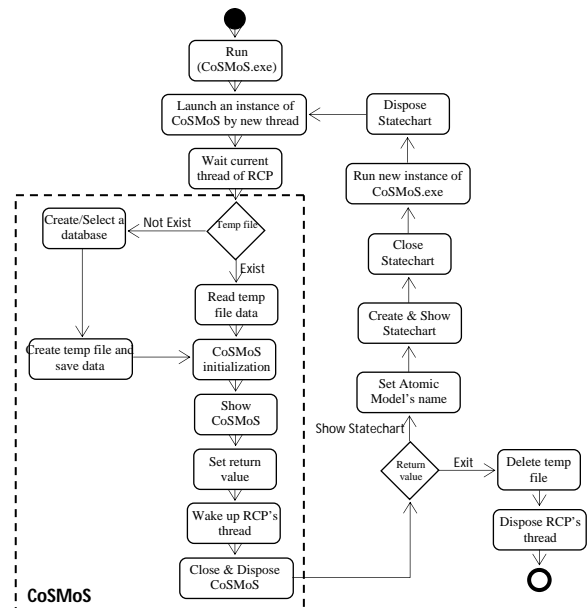 Run
(CoSMoS.exe)
Launch an instance of
CoSMoS by new thread
Wait current
thread of RCP
Temp file
Not Exist
Exist
Create/Select a
database
Create temp file and
save data
Read temp
file data
CoSMoS
initialization
Show
CoSMoS
Set return
value
Wake up RCP's
thread
Close & Dispose
CoSMoS
CoSMoS
Dispose
Statechart
Run new instance of
CoSMoS.exe
Close
Statechart
Create & Show
Statechart
Set Atomic
Model's name
Show Statechart
Return
value
Exit
Delete temp
file
Dispose RCP's
thread